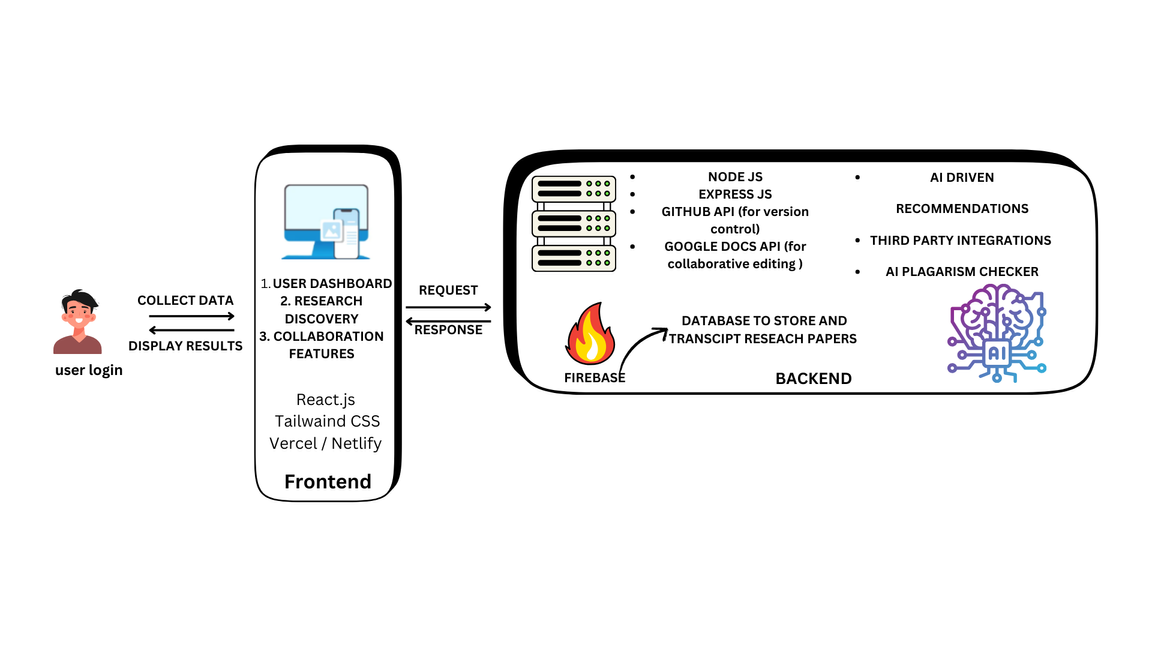 COLLECT DATA
DISPLAY RESULTS
user login
1. USER DASHBOARD
2. RESEARCH
DISCOVERY
3. COLLABORATION
FEATURES
React.js
Tailwaind CSS
Vercel / Netlify
Frontend
REQUEST
RESPONSE
• NODE JS
• EXPRESS JS
• GITHUB API (for version
control)
• GOOGLE DOCS API (for
collaborative editing )
• AI DRIVEN
RECOMMENDATIONS
• THIRD PARTY INTEGRATIONS
• AI PLAGARISM CHECKER
AI
FIREBASE
DATABASE TO STORE AND
TRANSCIPT RESEACH PAPERS
BACKEND